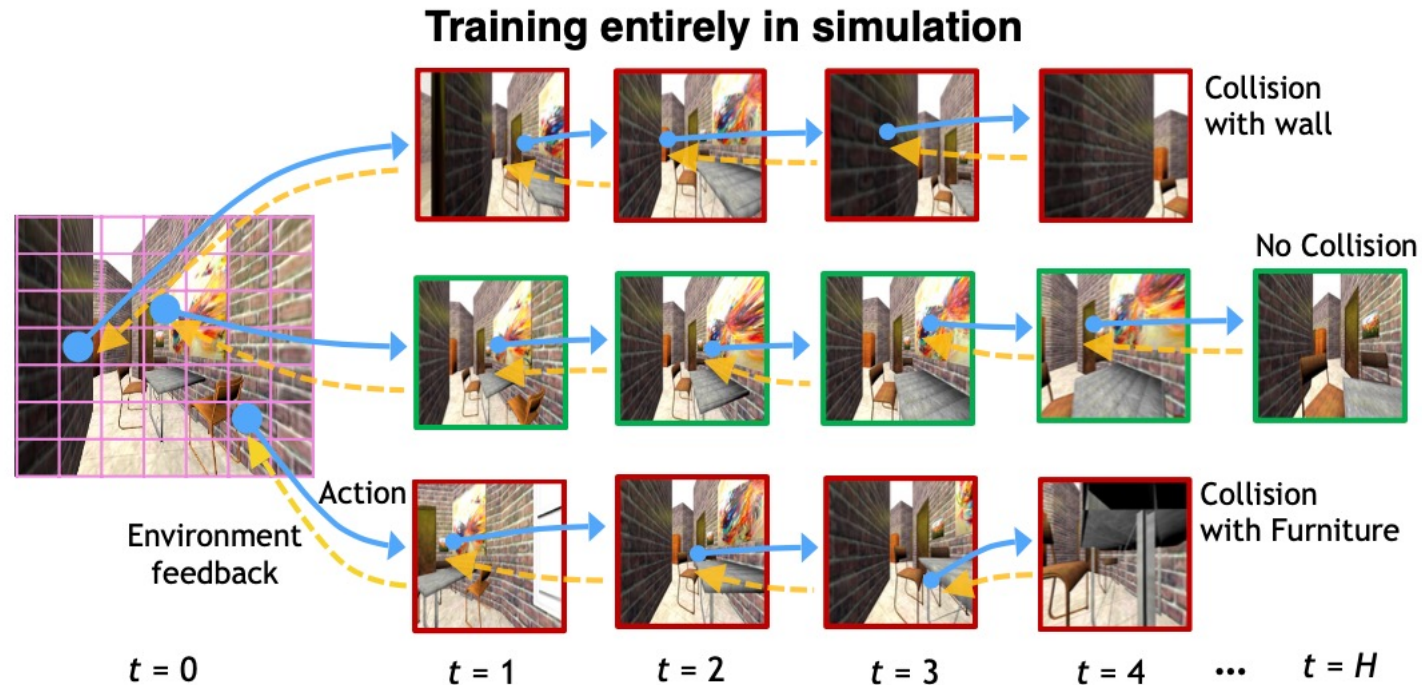 Training entirely in simulation
Collision
with wall
No Collision
Action
Environment
feedback
Collision
with Furniture
t = 0
t = 1
t = 2
t = 3
t = 4
...
t = H